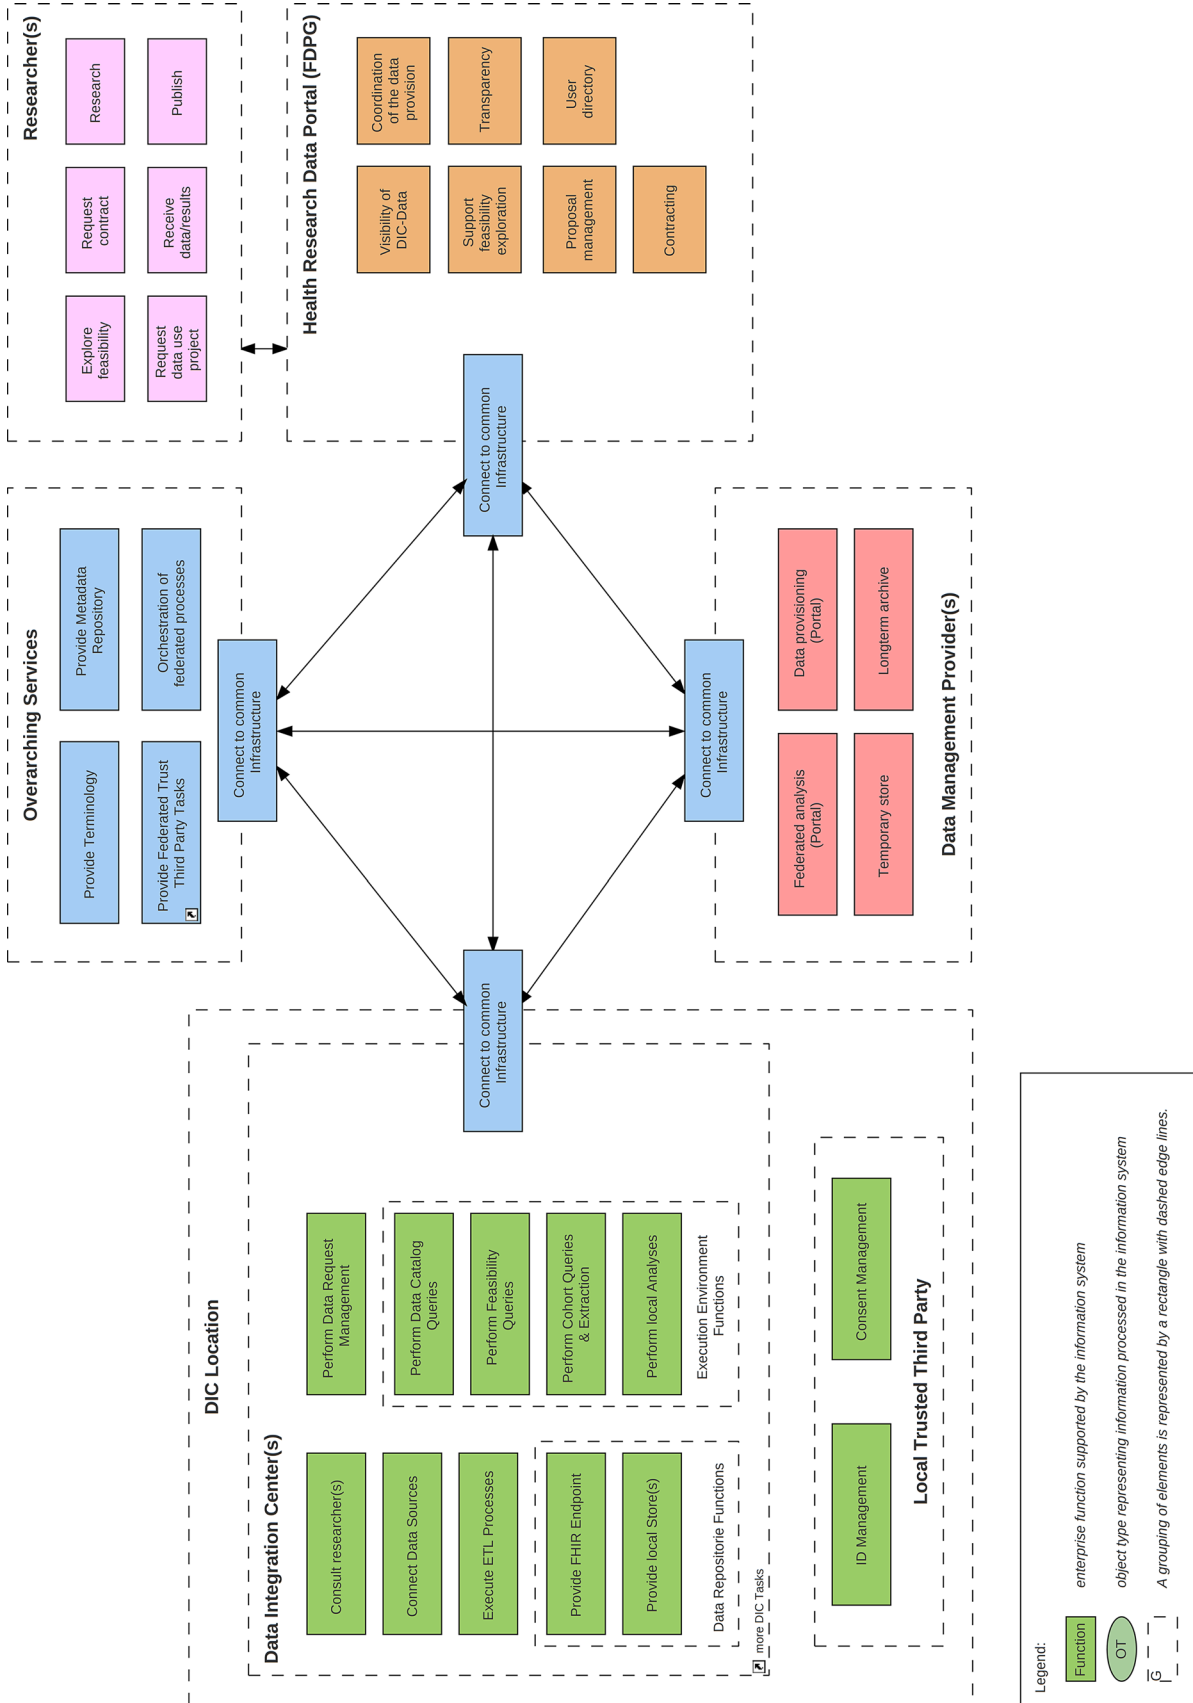 DIC Location
Data Integration Center(s)
Consult researcher(s)
Connect Data Sources
Execute ETL Processes
Provide FHIR Endpoint
Provide local Store(s)
Data Repositorie Functions
more DIC Tasks
Perform Data Request
Management
Perform Data Catalog
Queries
Perform Feasibility
Queries
Perform Cohort Queries
& Extraction
Perform local Analyses
Execution Environment
Functions
Connect to common
Infrastructure
ID Management
Consent Management
Local Trusted Third Party
Overarching Services
Provide Terminology
Provide Metadata
Repository
Provide Federated Trust
Third Party Tasks
Orchestration of
federated processes
Connect to common
Infrastructure
Connect to common
Infrastructure
Federated analysis
(Portal)
Data provisioning
(Portal)
Temporary store
Longterm archive
Data Management Provider(s)
Researcher(s)
Explore
feasibility
Request
contract
Research
Request
data use
project
Receive
data/results
Publish
Health Research Data Portal (FDPG)
Connect to common
Infrastructure
Visibility of
DIC-Data
Coordination
of the data
provision
Support
feasibility
exploration
Transparency
Proposal
management
User
directory
Contracting
Legend:
Function
enterprise function supported by the information system
OT
object type representing information processed in the information system
G
A grouping of elements is represented by a rectangle with dashed edge lines.